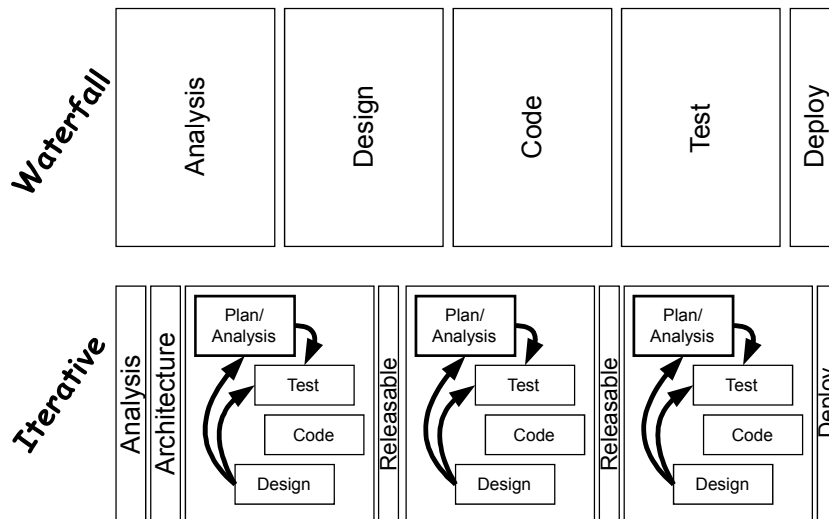 Waterfall
Analysis
Design
Code
Test
Deploy
Iterative
Analysis
Architecture
Plan/
Analysis
Test
Code
Design
Releasable
Plan/
Analysis
Test
Code
Design
Releasable
Plan/
Analysis
Test
Code
Design
Deploy